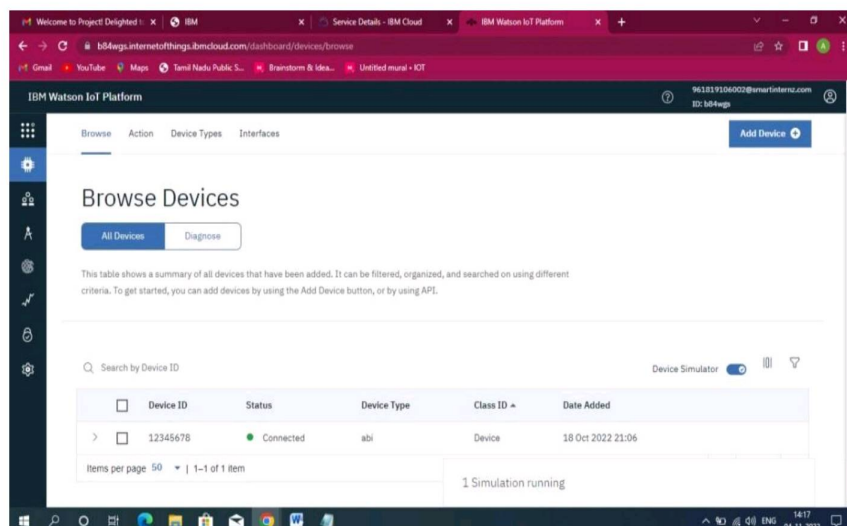 Welcome to Project! Delighted t
IBM
Service Details - IBM Cloud
IBM Watson IoT Platform
b84wgs.internetofthings.ibmcloud.com/dashboard/devices/browse
Gmail
YouTube
Maps
Tamil Nadu Public S...
Brainstorm & Idea...
Untitled mural • IOT
IBM Watson IoT Platform
961819106002@smartinternz.com
ID: b84wgs
Browse
Action
Device Types
Interfaces
Add Device
Browse Devices
All Devices
Diagnose
This table shows a summary of all devices that have been added. It can be filtered, organized, and searched on using different
criteria. To get started, you can add devices by using the Add Device button, or by using API.
Search by Device ID
Device Simulator
Device ID Status Device Type Class ID Date Added
12345678 Connected abi Device 18 Oct 2022 21:06
Items per page 50 | 1–1 of 1 item
1 Simulation running
ENG
14:17